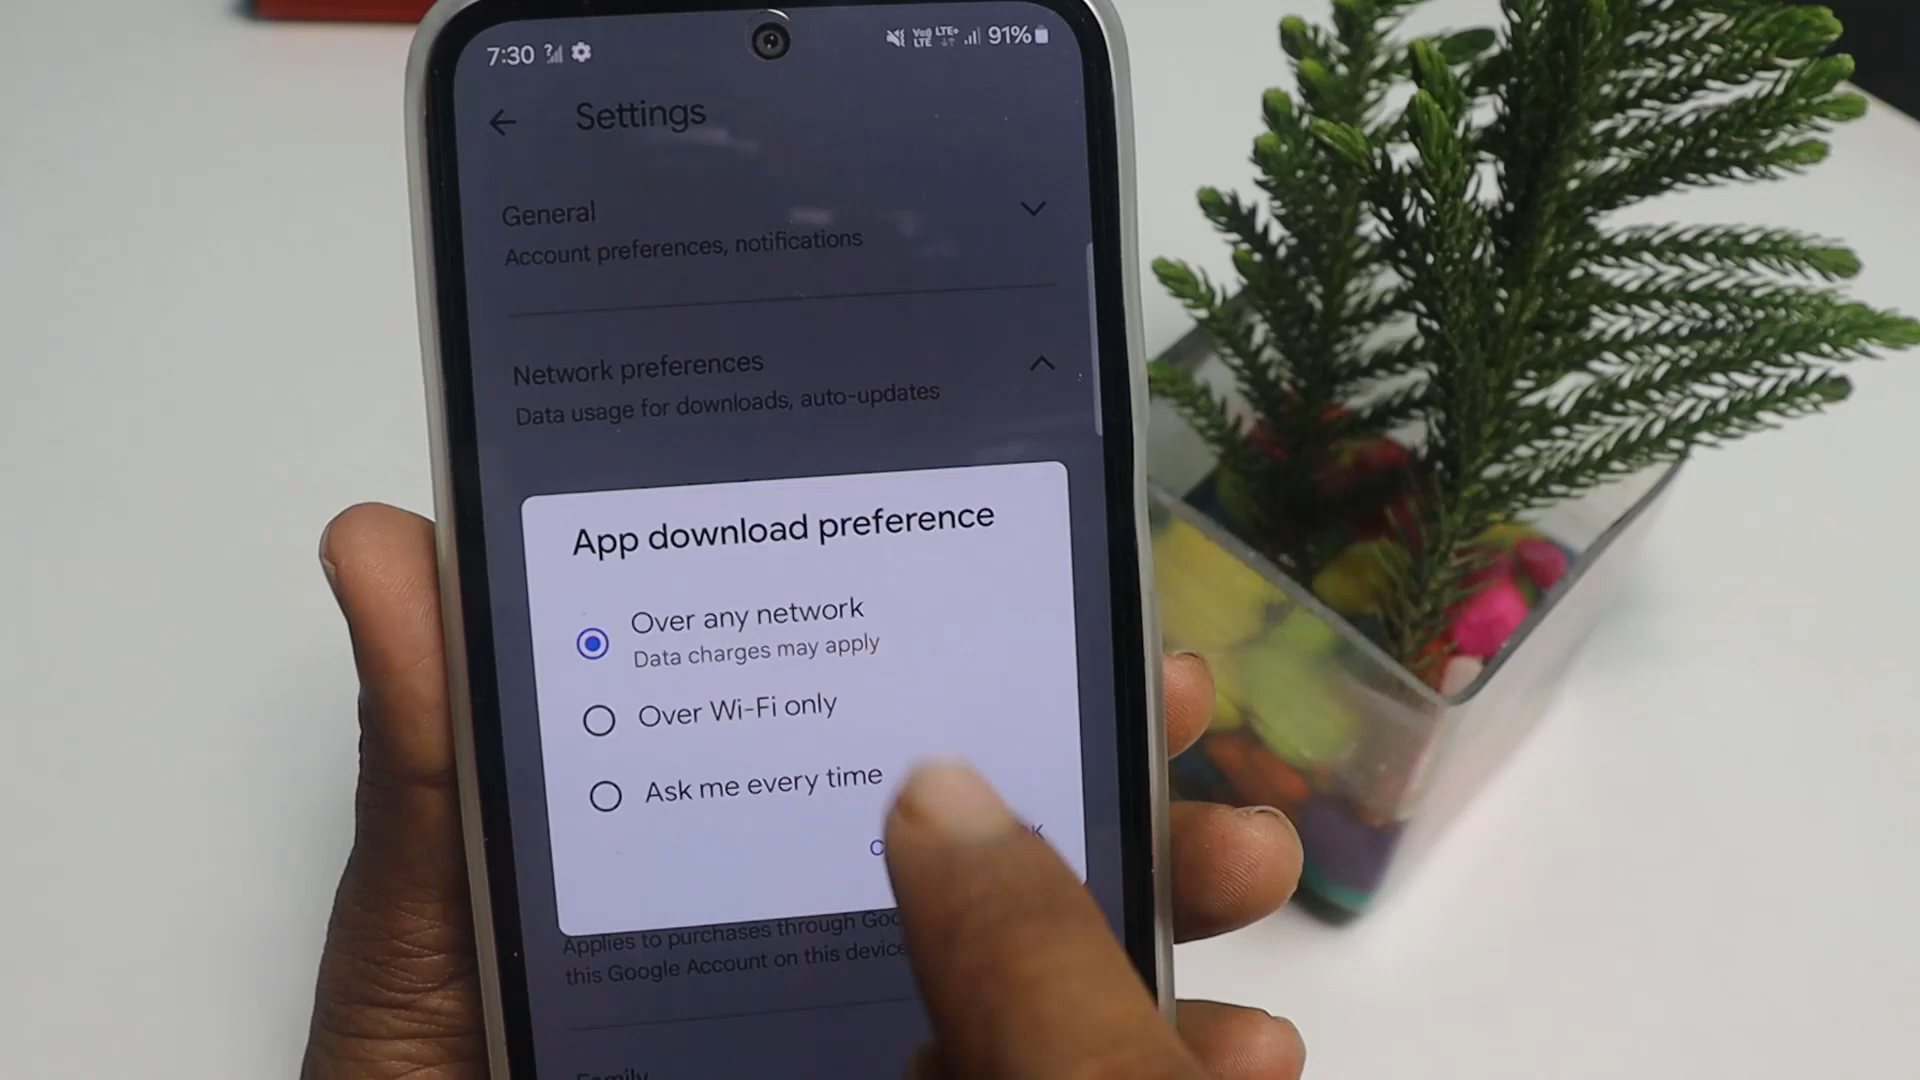 7:30
91%
Settings
General
Account preferences, notifications
Network preferences
Data usage for downloads, auto-updates
App download preference
Over any network
Data charges may apply
Over Wi-Fi only
Ask me every time
Applies to purchases through
this Google Account on this device
Family